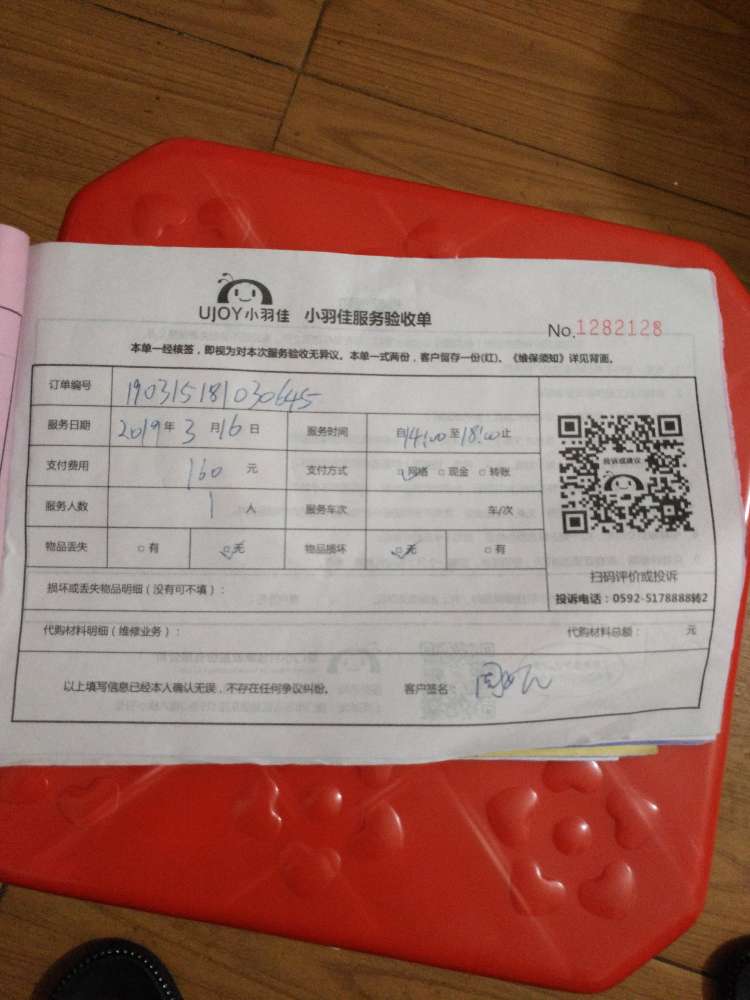 UJOY小羽佳 小羽佳服务验收单
No.1282128
本单一经核签，即视为对本次服务验收无异议。本单一式两份，客户留存一份(红)。《维保须知》详见背面。
订单编号 190315181030645
服务日期 2019年3月16日 服务时间 自14:00至18:00止
支付费用 160元 支付方式 □网络 □现金 □转账
服务人数 1人 服务车次 车/次
物品丢失 □有 □无 物品损坏 □无 □有
投诉或建议
扫码评价或投诉
投诉电话：0592-5178888转2
损坏或丢失物品明细（没有可不填）：
代购材料明细（维修业务）： 代购材料总额： 元
以上填写信息已经本人确认无误，不存在任何争议纠纷。 客户签名：